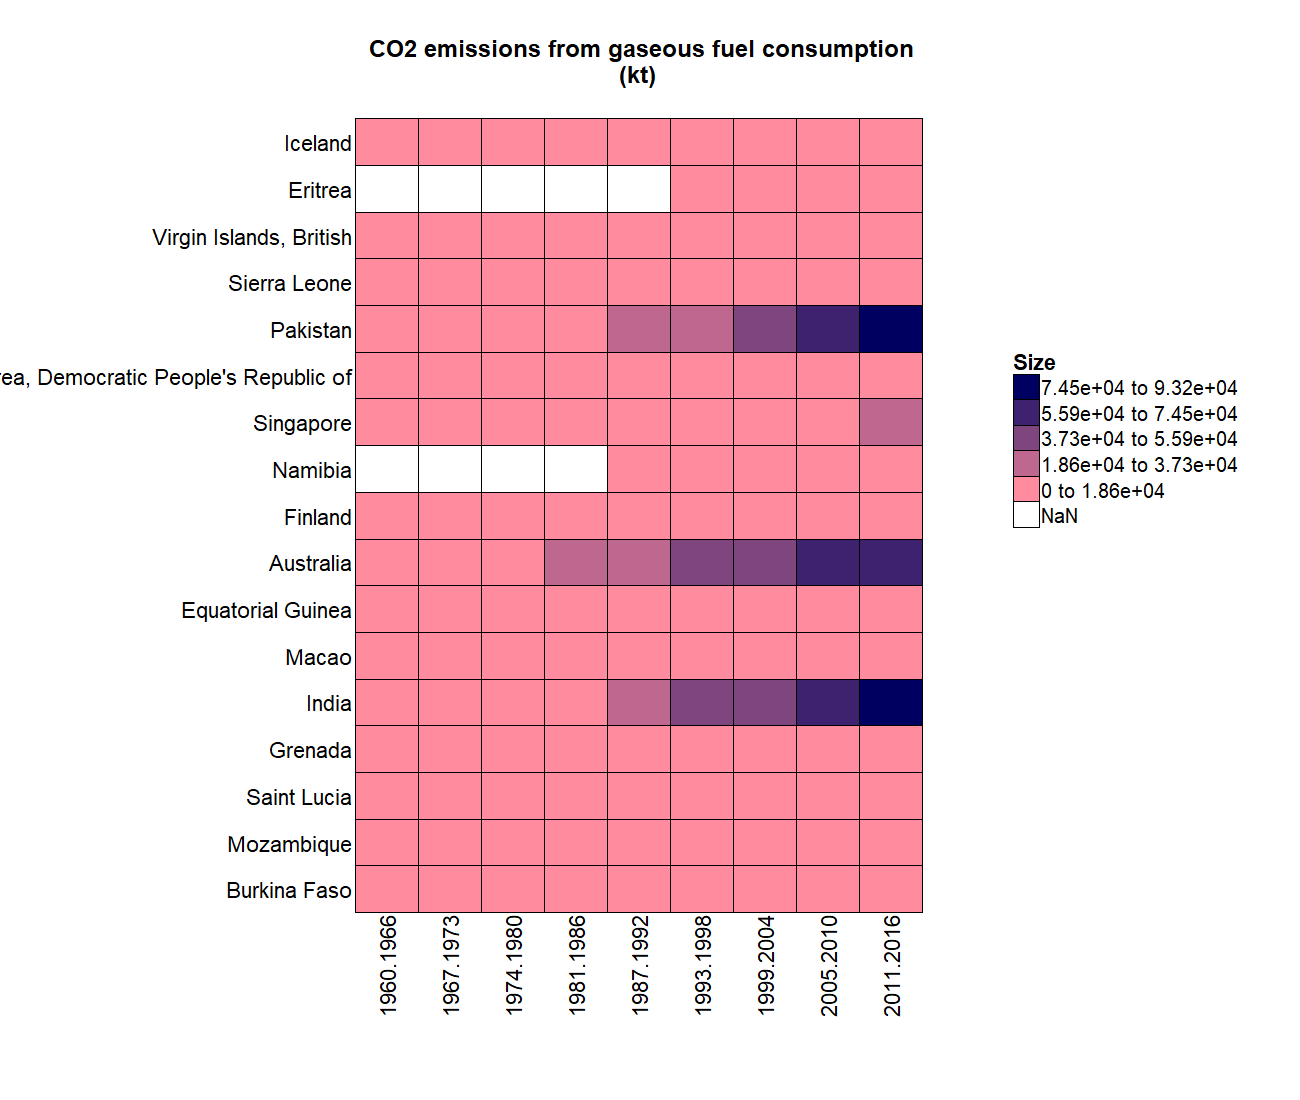 CO2 emissions from gaseous fuel consumption
(kt)
Iceland
Eritrea
Virgin Islands, British
Sierra Leone
Pakistan
Democratic People's Republic of
Singapore
Namibia
Finland
Australia
Equatorial Guinea
Macao
India
Grenada
Saint Lucia
Mozambique
Burkina Faso
1960.1966
1967.1973
1974.1980
1981.1986
1987.1992
1993.1998
1999.2004
2005.2010
2011.2016
Size
7.45e+04 to 9.32e+04
5.59e+04 to 7.45e+04
3.73e+04 to 5.59e+04
1.86e+04 to 3.73e+04
0 to 1.86e+04
NaN